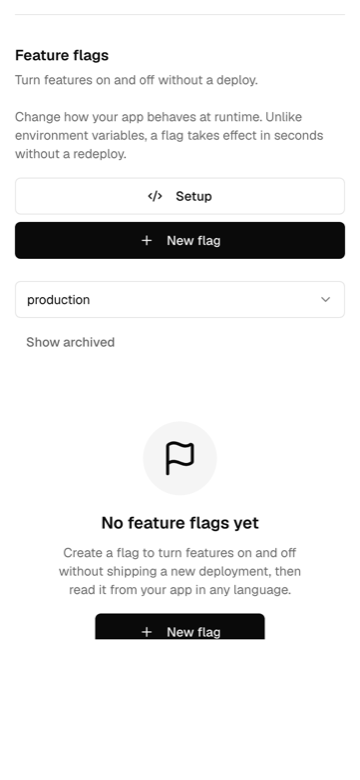 Feature flags
Turn features on and off without a deploy.
Change how your app behaves at runtime. Unlike
environment variables, a flag takes effect in seconds
without a redeploy.
Setup
New flag
production
Show archived
No feature flags yet
Create a flag to turn features on and off
without shipping a new deployment, then
read it from your app in any language.
New flag